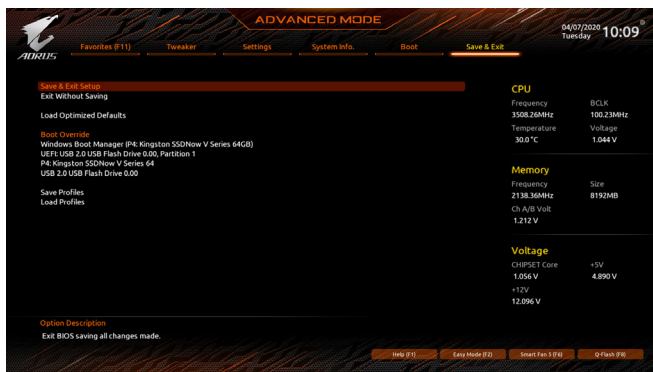 ADVANCED MODE
04/07/2020
Tuesday
10:09
AORUS
Favorites (F11) Tweaker Settings System Info. Boot Save & Exit
Save & Exit Setup
Exit Without Saving
Load Optimized Defaults
Boot Override
Windows Boot Manager (P4: Kingston SSDNow V Series 64GB)
UEFI: USB 2.0 USB Flash Drive 0.00, Partition 1
P4: Kingston SSDNow V Series 64
USB 2.0 USB Flash Drive 0.00
Save Profiles
Load Profiles
CPU
Frequency BCLK
3508.26MHz 100.23MHz
Temperature Voltage
30.0 °C 1.044 V
Memory
Frequency Size
2138.36MHz 8192MB
Ch A/B Volt
1.212 V
Voltage
CHIPSET Core +5V
1.056 V 4.890 V
+12V
12.096 V
Option Description
Exit BIOS saving all changes made.
Help (F1) Easy Mode (F2) Smart Fan 5 (F6) Q-Flash (F8)